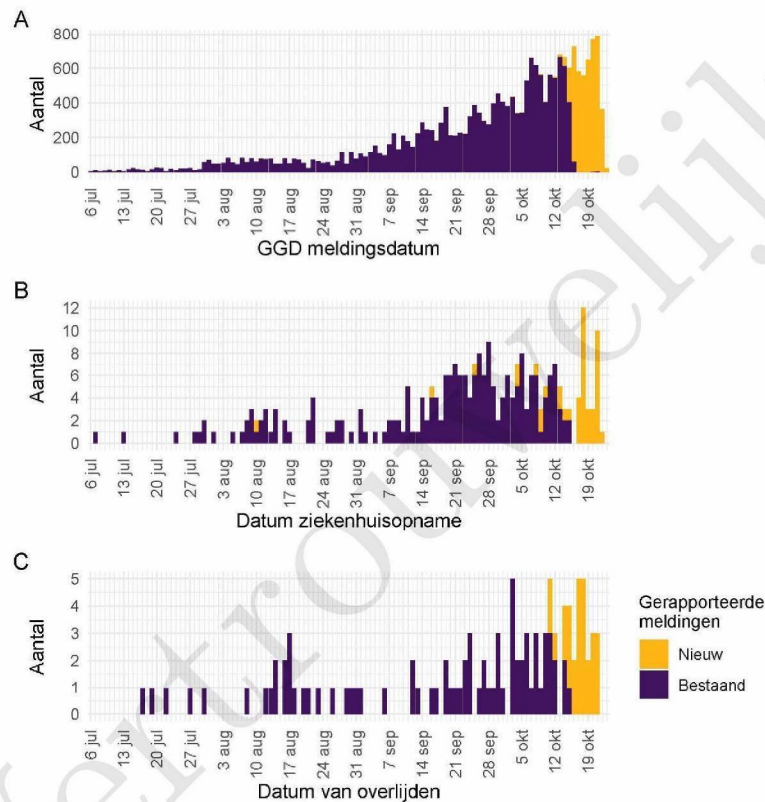 A
800
600
400
200
0
Aantal
6 jul
13 jul
20 jul
27 jul
3 aug
10 aug
17 aug
24 aug
31 aug
7 sep
14 sep
21 sep
28 sep
5 okt
12 okt
19 okt
GGD meldingsdatum
B
12
10
8
6
4
2
0
Aantal
6 jul
13 jul
20 jul
27 jul
3 aug
10 aug
17 aug
24 aug
31 aug
7 sep
14 sep
21 sep
28 sep
5 okt
12 okt
19 okt
Datum ziekenhuisopname
C
5
4
3
2
1
0
Aantal
6 jul
13 jul
20 jul
27 jul
3 aug
10 aug
17 aug
24 aug
31 aug
7 sep
14 sep
21 sep
28 sep
5 okt
12 okt
19 okt
Datum van overlijden
Gerapporteerde
meldingen
Nieuw
Bestaand